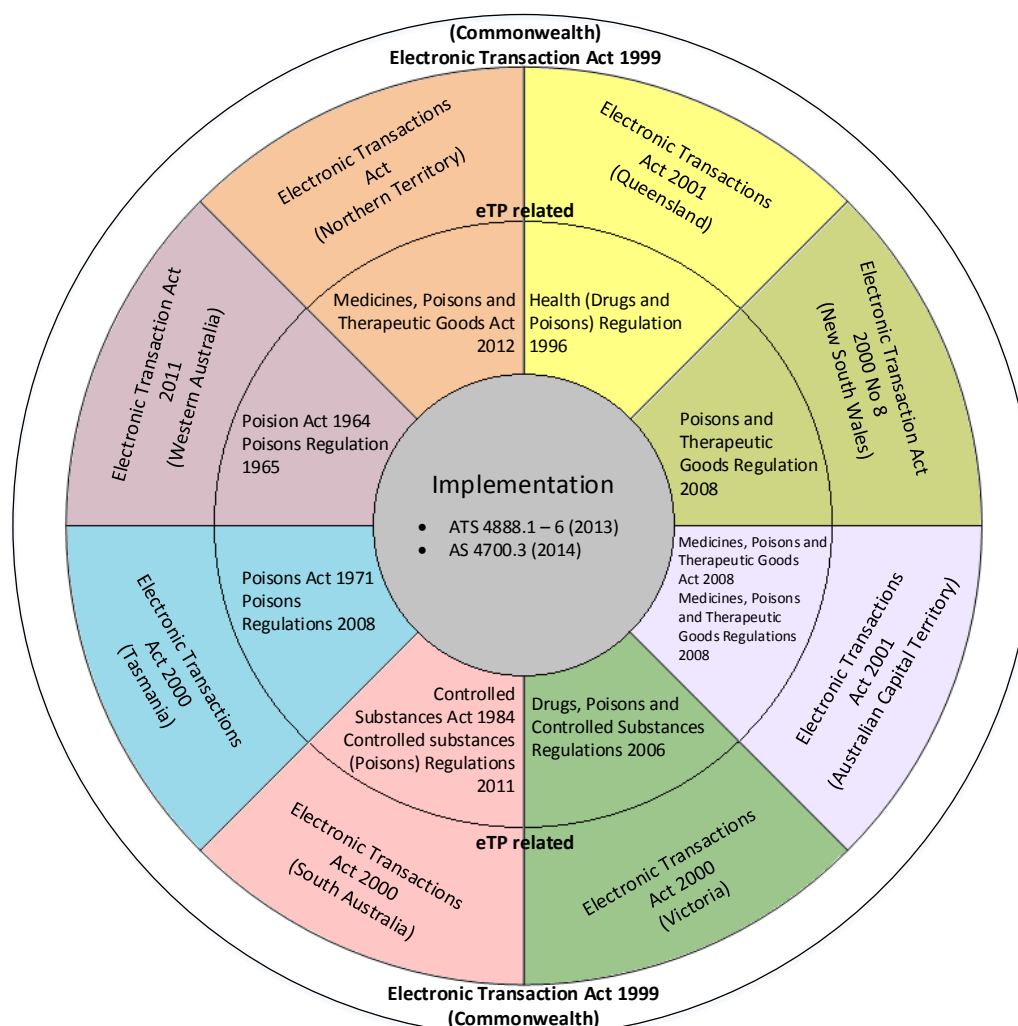 (Commonwealth)
Electronic Transaction Act 1999
Electronic Transactions
Act
(Northern Territory)
Electronic Transactions
Act 2001
(Queensland)
eTP related
Medicines, Poisons and
Therapeutic Goods Act
2012
Health (Drugs and
Poisons) Regulation
1996
Electronic Transaction Act
2011
(Western Australia)
Poision Act 1964
Poisons Regulation
1965
Electronic Transaction Act
2000 No 8
(New South Wales)
Poisons and
Therapeutic
Goods Regulation
2008
Implementation
• ATS 4888.1 – 6 (2013)
• AS 4700.3 (2014)
Electronic Transactions
Act 2000
(Tasmania)
Poisons Act 1971
Poisons
Regulations 2008
Medicines, Poisons and
Therapeutic Goods
Act 2008
Medicines, Poisons
and Therapeutic
Goods Regulations
2008
Electronic Transactions
Act 2001
(Australian Capital Territory)
Controlled
Substances Act 1984
Controlled substances
(Poisons) Regulations
2011
Drugs, Poisons and
Controlled Substances
Regulations 2006
eTP related
Electronic Transactions
Act 2000
(South Australia)
Electronic Transactions
Act 2000
(Victoria)
Electronic Transaction Act 1999
(Commonwealth)